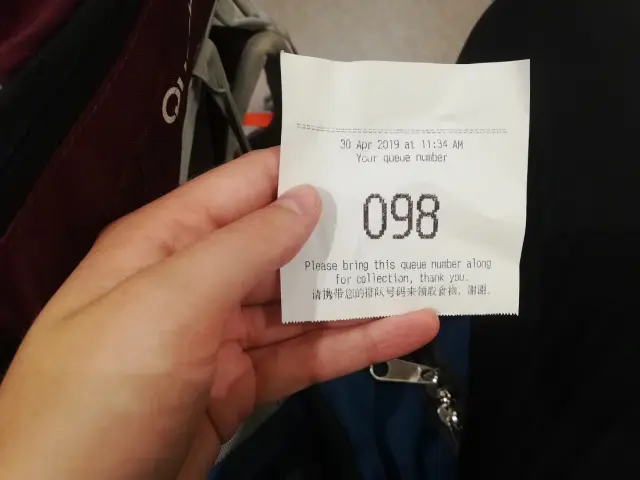 30 Apr 2019 at 11:34 AM
Your queue number
098
Please bring this queue number along
for collection, thank you.
请携带您的排队号码来领取食物，谢谢。